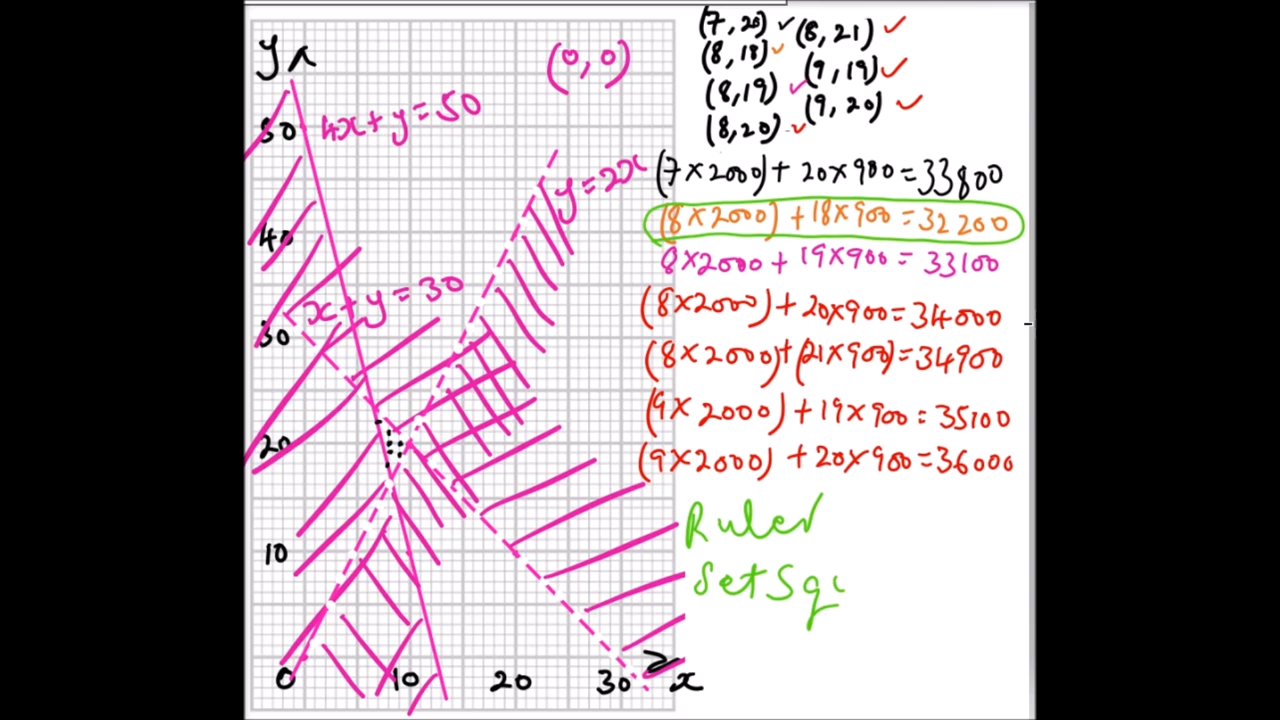 y
(0,0)
50
4x+y=50
40
y=2x
x+y=30
30
20
10
0 10 20 30 x
(7,20) ✓ (8,21) ✓
(8,18) ✓ (9,19) ✓
(8,19) ✓ (9,20) ✓
(8,20) ✓
(7×2000)+20×900=33800
(8×2000)+18×900=32200
8×2000+19×900=33100
(8×2000)+20×900=34000
(8×2000)+(21×900)=34900
(9×2000)+19×900=35100
(9×2000)+20×900=36000
Ruler
Set Squ